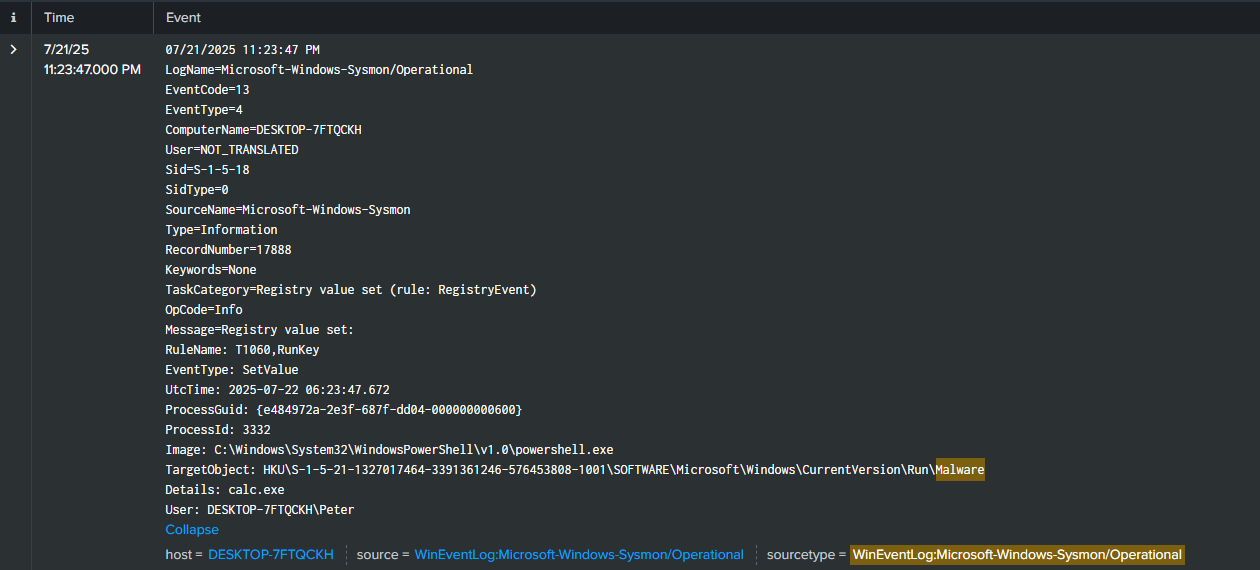 i Time Event
7/21/25 07/21/2025 11:23:47 PM
11:23:47.000 PM LogName=Microsoft-Windows-Sysmon/Operational
EventCode=13
EventType=4
ComputerName=DESKTOP-7FTQCKH
User=NOT_TRANSLATED
Sid=S-1-5-18
SidType=0
SourceName=Microsoft-Windows-Sysmon
Type=Information
RecordNumber=17888
Keywords=None
TaskCategory=Registry value set (rule: RegistryEvent)
OpCode=Info
Message=Registry value set:
RuleName: T1060,RunKey
EventType: SetValue
UtcTime: 2025-07-22 06:23:47.672
ProcessGuid: {e484972a-2e3f-687f-dd04-000000000600}
ProcessId: 3332
Image: C:\Windows\System32\WindowsPowerShell\v1.0\powershell.exe
TargetObject: HKU\S-1-5-21-1327017464-3391361246-576453808-1001\SOFTWARE\Microsoft\Windows\CurrentVersion\Run\Malware
Details: calc.exe
User: DESKTOP-7FTQCKH\Peter
Collapse
host = DESKTOP-7FTQCKH source = WinEventLog:Microsoft-Windows-Sysmon/Operational sourcetype = WinEventLog:Microsoft-Windows-Sysmon/Operational